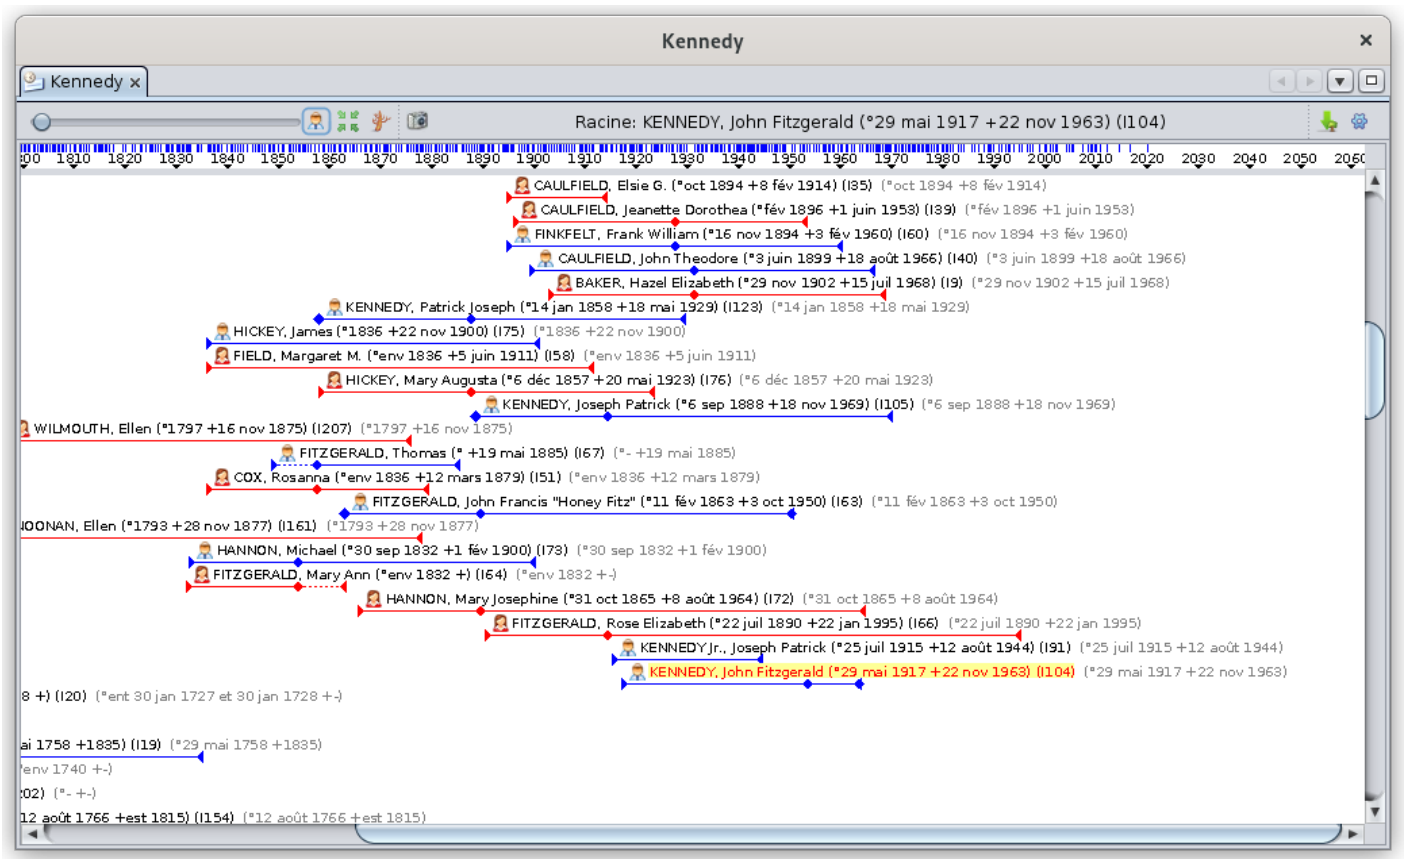 Kennedy
Kennedy
Racine: KENNEDY, John Fitzgerald (°29 mai 1917 +22 nov 1963) (I104)
00 1810 1820 1830 1840 1850 1860 1870 1880 1890 1900 1910 1920 1930 1940 1950 1960 1970 1980 1990 2000 2010 2020 2030 2040 2050 2060
CAULFIELD, Elsie G. (°oct 1894 +8 fév 1914) (I35) (°oct 1894 +8 fév 1914)
CAULFIELD, Jeanette Dorothea (°fév 1896 +1 juin 1953) (I39) (°fév 1896 +1 juin 1953)
FINKFELT, Frank William (°16 nov 1894 +3 fév 1960) (I60) (°16 nov 1894 +3 fév 1960)
CAULFIELD, John Theodore (°3 juin 1899 +18 août 1966) (I40) (°3 juin 1899 +18 août 1966)
BAKER, Hazel Elizabeth (°29 nov 1902 +15 juil 1968) (I9) (°29 nov 1902 +15 juil 1968)
KENNEDY, Patrick Joseph (°14 jan 1858 +18 mai 1929) (I123) (°14 jan 1858 +18 mai 1929)
HICKEY, James (°1836 +22 nov 1900) (I75) (°1836 +22 nov 1900)
FIELD, Margaret M. (°env 1836 +5 juin 1911) (I58) (°env 1836 +5 juin 1911)
HICKEY, Mary Augusta (°6 déc 1857 +20 mai 1923) (I76) (°6 déc 1857 +20 mai 1923)
KENNEDY, Joseph Patrick (°6 sep 1888 +18 nov 1969) (I105) (°6 sep 1888 +18 nov 1969)
WILMOUTH, Ellen (°1797 +16 nov 1875) (I207) (°1797 +16 nov 1875)
FITZGERALD, Thomas (° +19 mai 1885) (I67) (°- +19 mai 1885)
COX, Rosanna (°env 1836 +12 mars 1879) (I51) (°env 1836 +12 mars 1879)
FITZGERALD, John Francis "Honey Fitz" (°11 fév 1863 +3 oct 1950) (I63) (°11 fév 1863 +3 oct 1950)
NOONAN, Ellen (°1793 +28 nov 1877) (I161) (°1793 +28 nov 1877)
HANNON, Michael (°30 sep 1832 +1 fév 1900) (I73) (°30 sep 1832 +1 fév 1900)
FITZGERALD, Mary Ann (°env 1832 +) (I64) (°env 1832 +-)
HANNON, Mary Josephine (°31 oct 1865 +8 août 1964) (I72) (°31 oct 1865 +8 août 1964)
FITZGERALD, Rose Elizabeth (°22 juil 1890 +22 jan 1995) (I66) (°22 juil 1890 +22 jan 1995)
KENNEDY Jr., Joseph Patrick (°25 juil 1915 +12 août 1944) (I91) (°25 juil 1915 +12 août 1944)
KENNEDY, John Fitzgerald (°29 mai 1917 +22 nov 1963) (I104) (°29 mai 1917 +22 nov 1963)
8 +) (I20) (°ent 30 jan 1727 et 30 jan 1728 +-)
ai 1758 +1835) (I19) (°29 mai 1758 +1835)
°env 1740 +-)
02) (°- +-)
12 août 1766 +est 1815) (I154) (°12 août 1766 +est 1815)